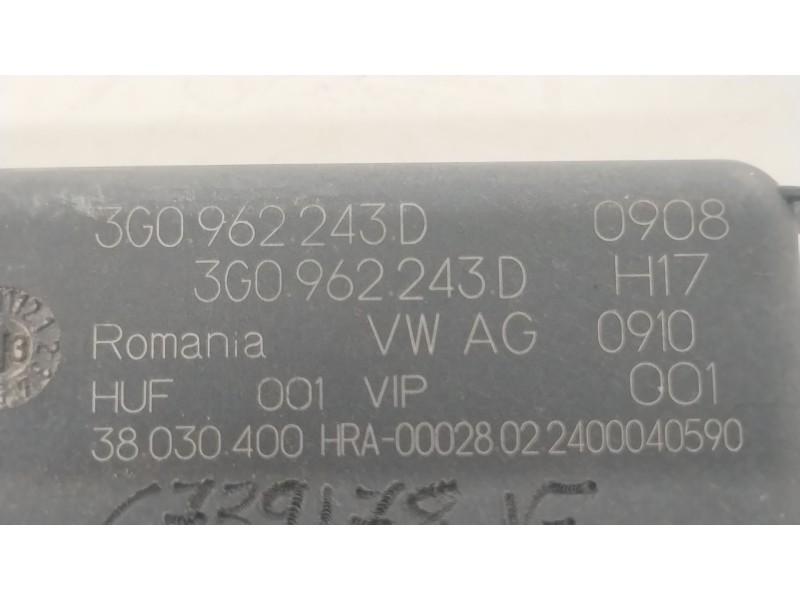 3G0.962.243.D 0908
3G0.962.243.D H17
Romania VW AG 0910
HUF 001 VIP 001
38.030.400 HRA-00028.02 2400040590